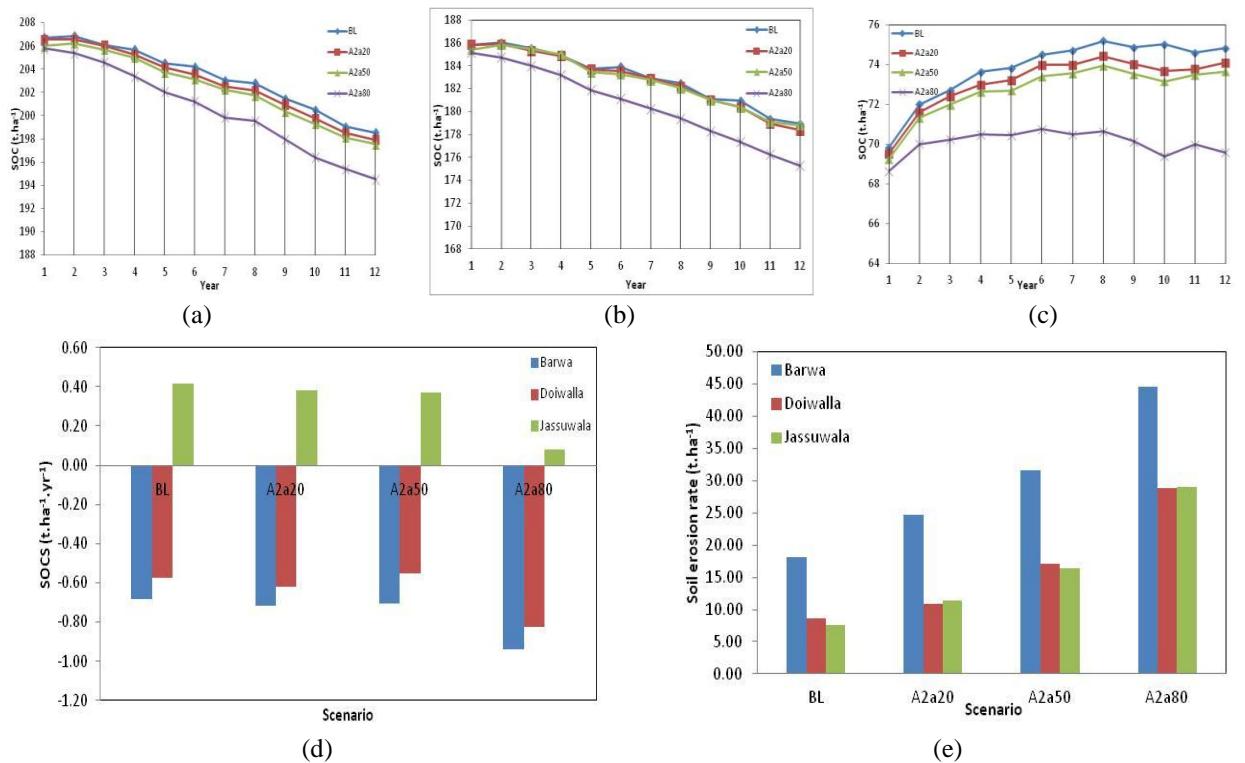 208
206
204
202
200
198
196
194
192
190
188
SOC (t.ha⁻¹)
1 2 3 4 5 6 7 8 9 10 11 12
Year
BL
A2a20
A2a50
A2a80
(a)
188
186
184
182
180
178
176
174
172
170
168
SOC (t.ha⁻¹)
1 2 3 4 5 6 7 8 9 10 11 12
Year
BL
A2a20
A2a50
A2a80
(b)
76
74
72
70
68
66
64
SOC (t.ha⁻¹)
1 2 3 4 5 6 7 8 9 10 11 12
Year
BL
A2a20
A2a50
A2a80
(c)
0.60
0.40
0.20
0.00
-0.20
-0.40
-0.60
-0.80
-1.00
-1.20
SOCS (t.ha⁻¹.yr⁻¹)
Barwa
Doiwalla
Jassuwala
BL A2a20 A2a50 A2a80
Scenario
(d)
50.00
45.00
40.00
35.00
30.00
25.00
20.00
15.00
10.00
5.00
0.00
Soil erosion rate (t.ha⁻¹)
Barwa
Doiwalla
Jassuwala
BL A2a20 A2a50 A2a80
Scenario
(e)